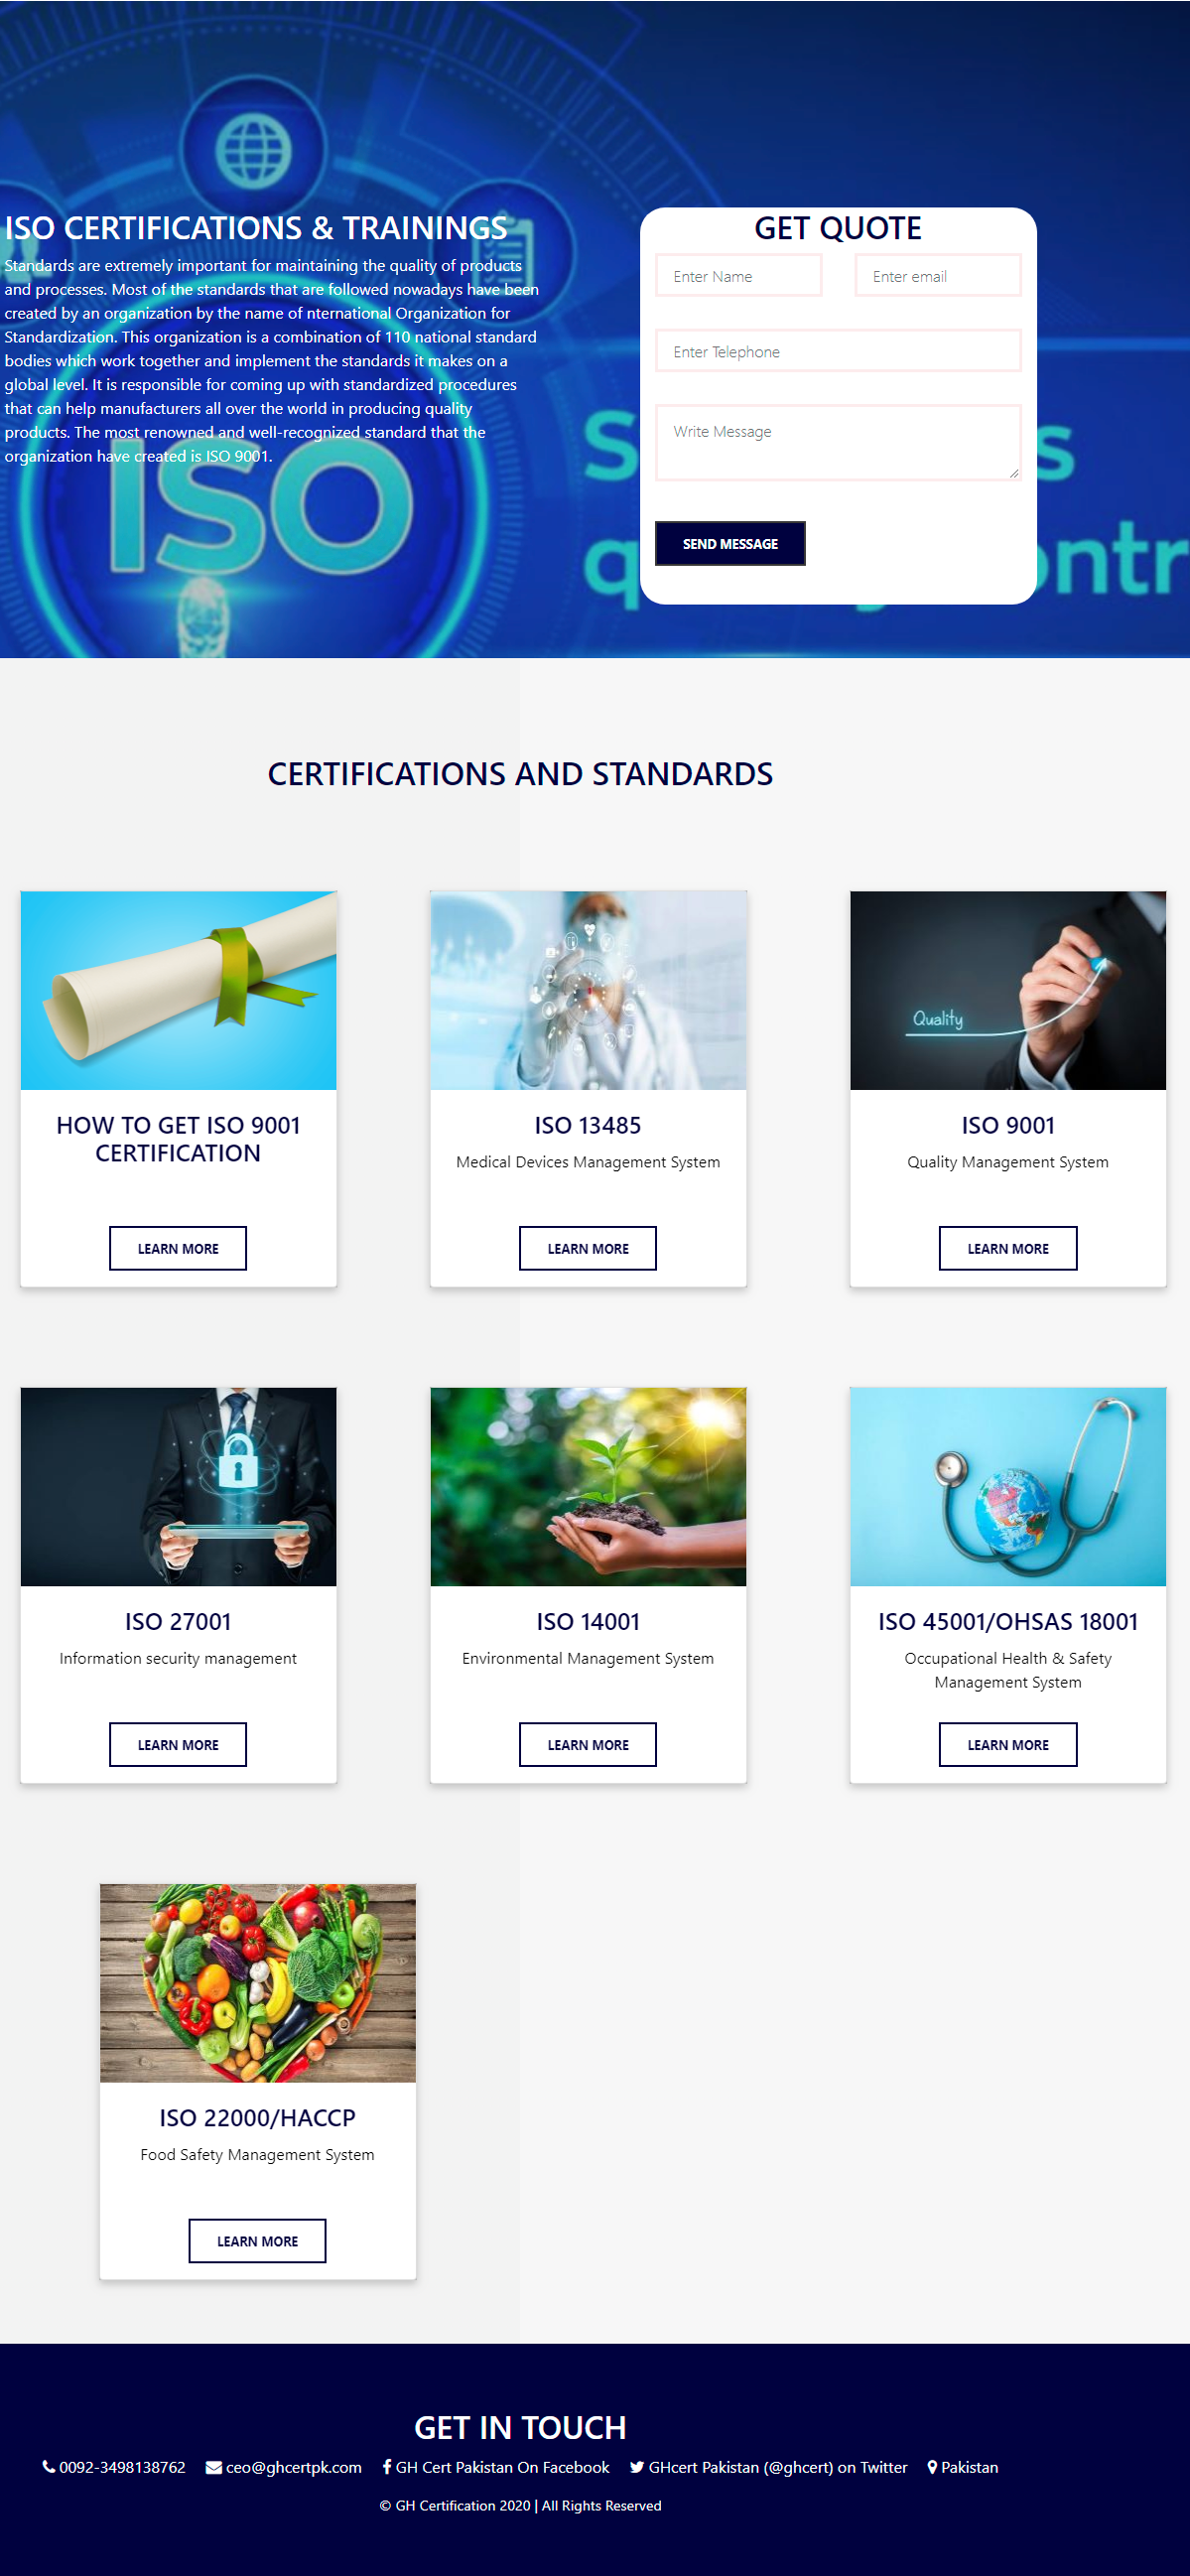 ISO CERTIFICATIONS & TRAININGS
Standards are extremely important for maintaining the quality of products
and processes. Most of the standards that are followed nowadays have been
created by an organization by the name of nternational Organization for
Standardization. This organization is a combination of 110 national standard
bodies which work together and implement the standards it makes on a
global level. It is responsible for coming up with standardized procedures
that can help manufacturers all over the world in producing quality
products. The most renowned and well-recognized standard that the
organization have created is ISO 9001.
ISO
GET QUOTE
Enter Name
Enter email
Enter Telephone
Write Message
SEND MESSAGE
CERTIFICATIONS AND STANDARDS
Quality
HOW TO GET ISO 9001
CERTIFICATION
LEARN MORE
ISO 13485
Medical Devices Management System
LEARN MORE
ISO 9001
Quality Management System
LEARN MORE
ISO 27001
Information security management
LEARN MORE
ISO 14001
Environmental Management System
LEARN MORE
ISO 45001/OHSAS 18001
Occupational Health & Safety
Management System
LEARN MORE
ISO 22000/HACCP
Food Safety Management System
LEARN MORE
GET IN TOUCH
0092-3498138762 ceo@ghcertpk.com GH Cert Pakistan On Facebook GHcert Pakistan (@ghcert) on Twitter Pakistan
© GH Certification 2020 | All Rights Reserved